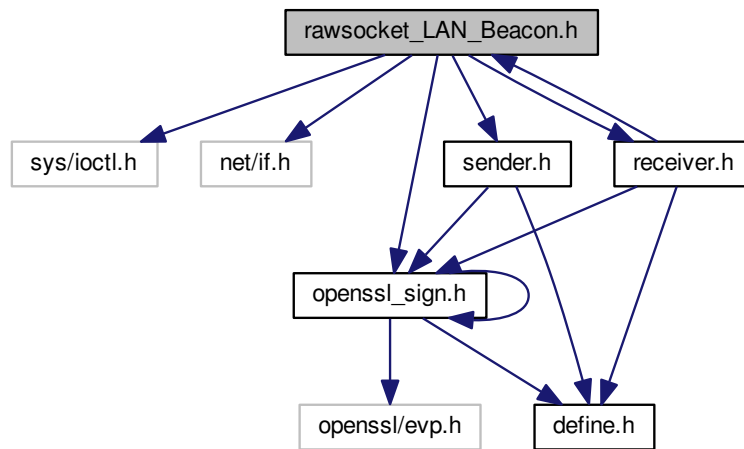 rawsocket_LAN_Beacon.h
sys/ioctl.h
net/if.h
sender.h
receiver.h
openssl_sign.h
openssl/evp.h
define.h